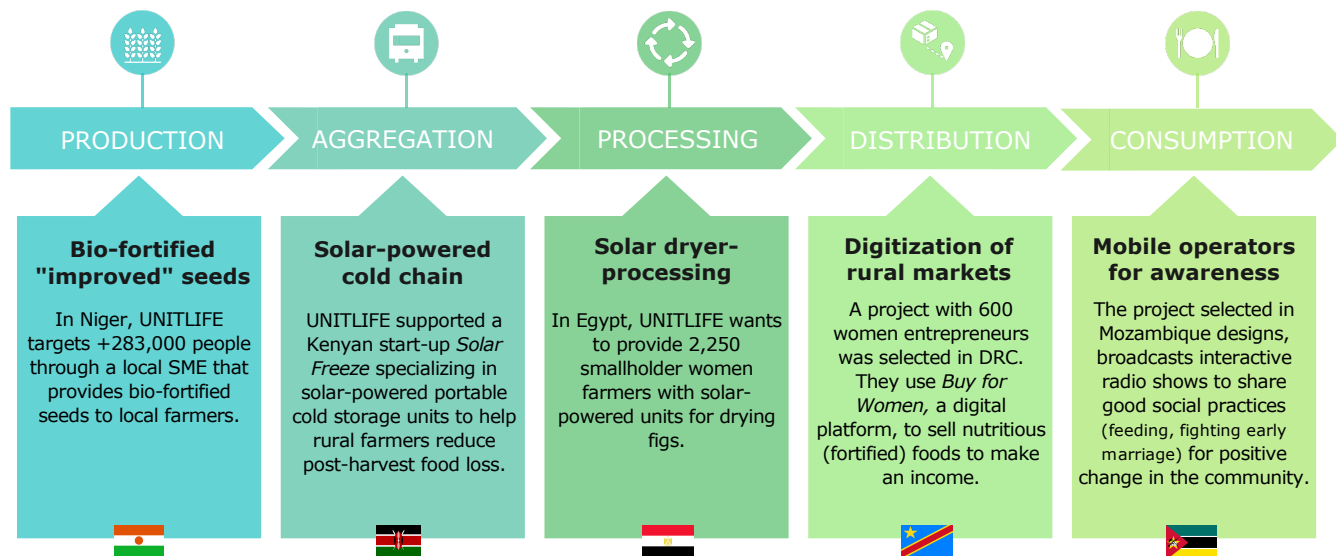 PRODUCTION
AGGREGATION
PROCESSING
DISTRIBUTION
CONSUMPTION
Bio-fortified
"improved" seeds
In Niger, UNITLIFE
targets +283,000 people
through a local SME that
provides bio-fortified
seeds to local farmers.
Solar-powered
cold chain
UNITLIFE supported a
Kenyan start-up Solar
Freeze specializing in
solar-powered portable
cold storage units to help
rural farmers reduce
post-harvest food loss.
Solar dryer-
processing
In Egypt, UNITLIFE wants
to provide 2,250
smallholder women
farmers with solar-
powered units for drying
figs.
Digitization of
rural markets
A project with 600
women entrepreneurs
was selected in DRC.
They use Buy for
Women, a digital
platform, to sell nutritious
(fortified) foods to make
an income.
Mobile operators
for awareness
The project selected in
Mozambique designs,
broadcasts interactive
radio shows to share
good social practices
(feeding, fighting early
marriage) for positive
change in the community.